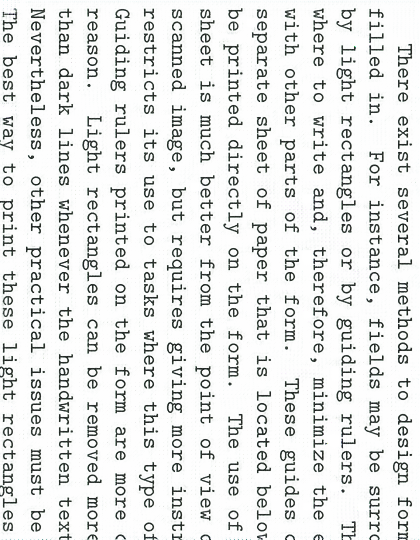 There exist several methods to design form
filled in. For instance, fields may be surro
by light rectangles or by guiding rulers. Th
where to write and, therefore, minimize the e
with other parts of the form. These guides c
separate sheet of paper that is located below
be printed directly on the form. The use of
sheet is much better from the point of view o
scanned image, but requires giving more instr
restricts its use to tasks where this type of
Guiding rulers printed on the form are more c
reason. Light rectangles can be removed more
than dark lines whenever the handwritten text
Nevertheless, other practical issues must be
The best way to print these light rectangles